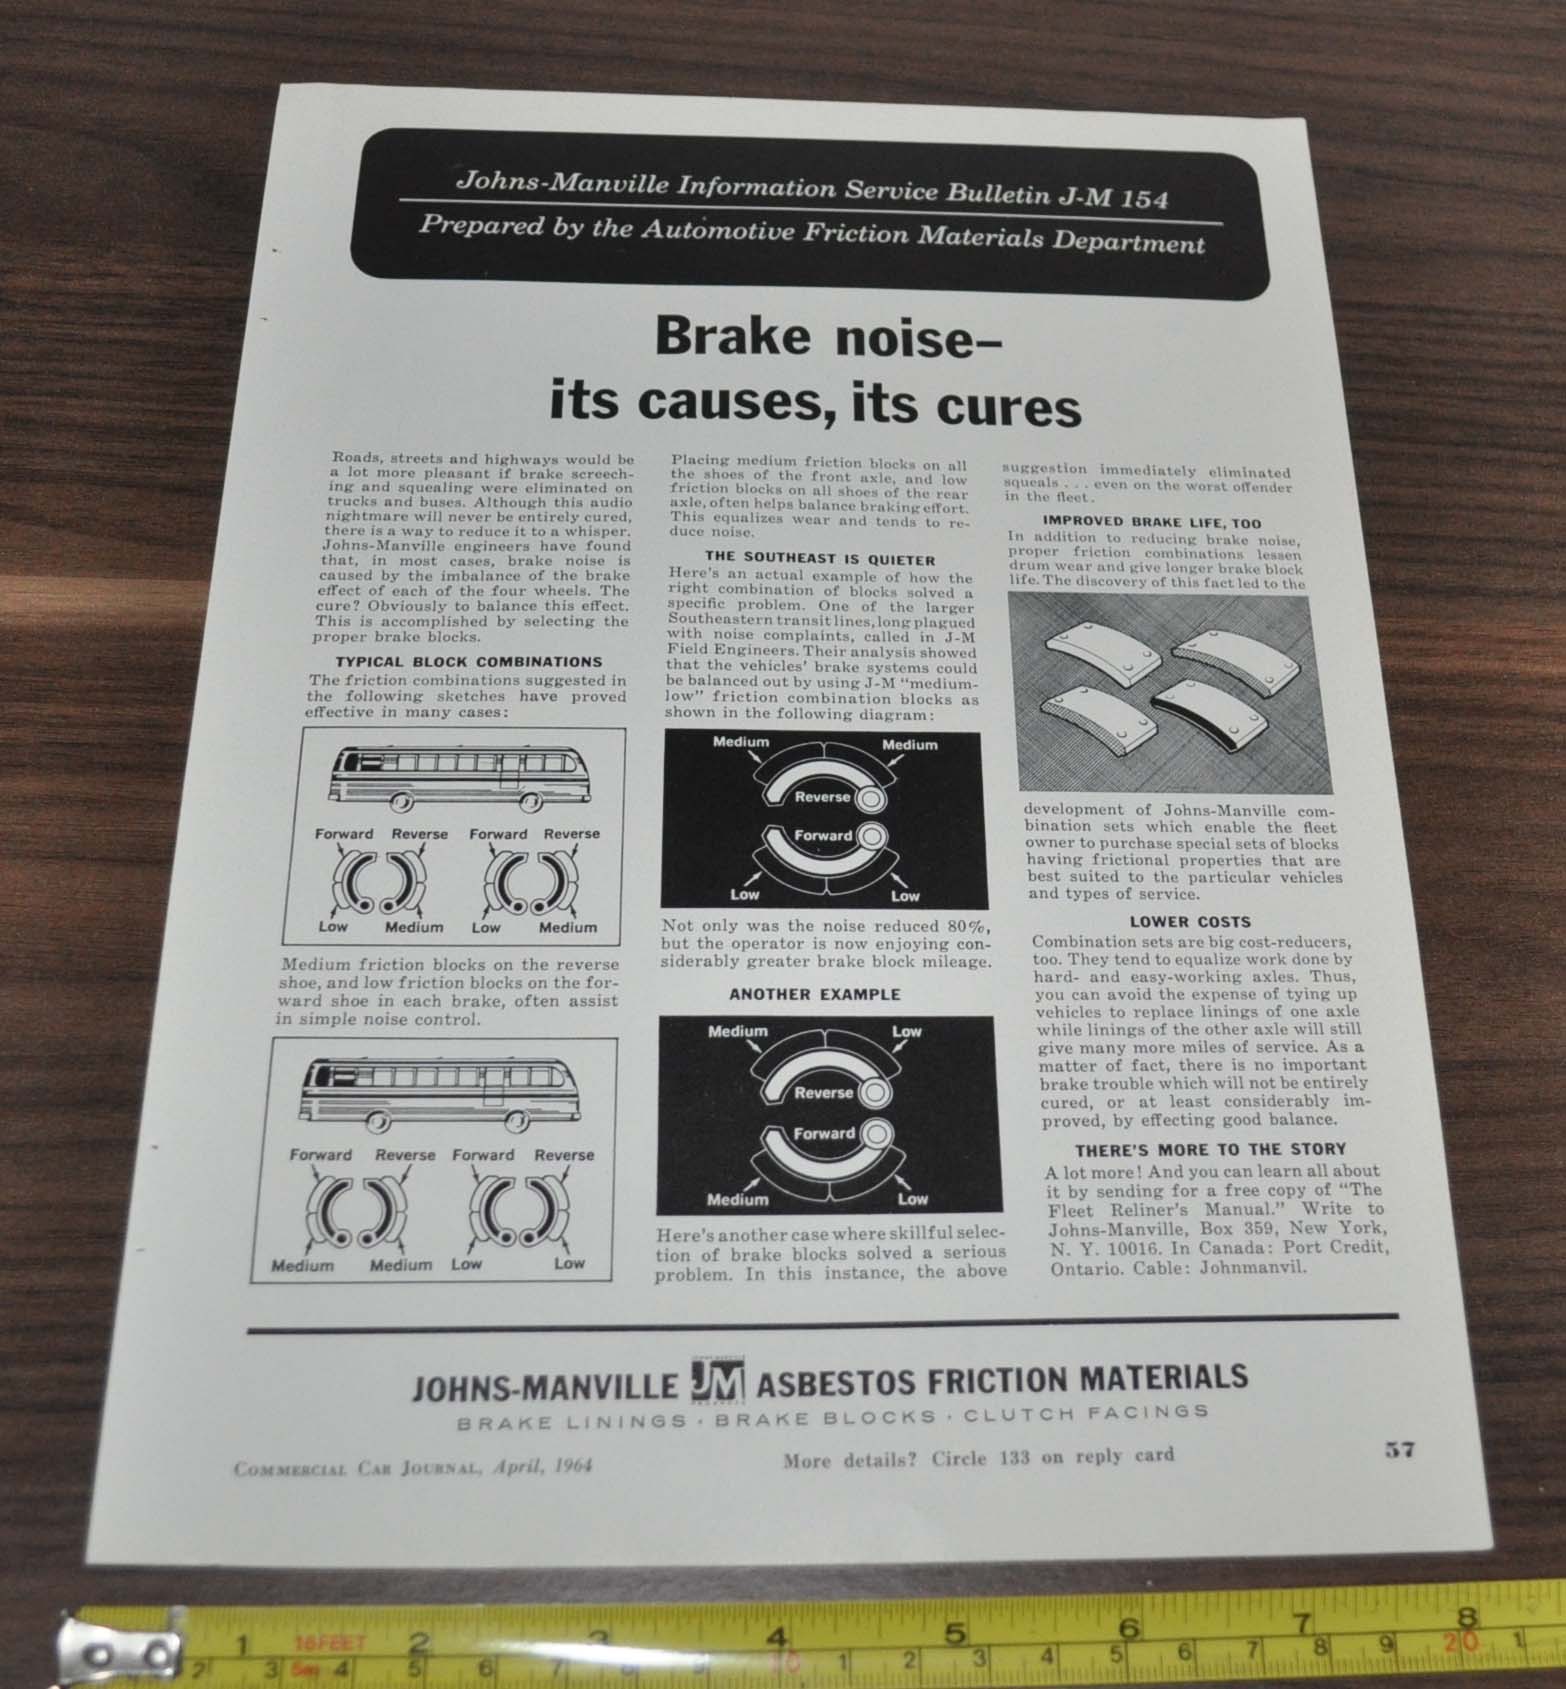 Johns-Manville Information Service Bulletin J-M 154
Prepared by the Automotive Friction Materials Department
Brake noise–
its causes, its cures
Roads, streets and highways would be
a lot more pleasant if brake screech-
ing and squealing were eliminated on
trucks and buses. Although this audio
nightmare will never be entirely cured,
there is a way to reduce it to a whisper.
Johns-Manville engineers have found
that, in most cases, brake noise is
caused by the imbalance of the brake
effect of each of the four wheels. The
cure? Obviously to balance this effect.
This is accomplished by selecting the
proper brake blocks.
TYPICAL BLOCK COMBINATIONS
The friction combinations suggested in
the following sketches have proved
effective in many cases:
Forward Reverse Forward Reverse
Low Medium Low Medium
Medium friction blocks on the reverse
shoe, and low friction blocks on the for-
ward shoe in each brake, often assist
in simple noise control.
Forward Reverse Forward Reverse
Medium Medium Low Low
Placing medium friction blocks on all
the shoes of the front axle, and low
friction blocks on all shoes of the rear
axle, often helps balance braking effort.
This equalizes wear and tends to re-
duce noise.
THE SOUTHEAST IS QUIETER
Here's an actual example of how the
right combination of blocks solved a
specific problem. One of the larger
Southeastern transit lines, long plagued
with noise complaints, called in J-M
Field Engineers. Their analysis showed
that the vehicles' brake systems could
be balanced out by using J-M "medium-
low" friction combination blocks as
shown in the following diagram:
Medium Medium
Reverse
Forward
Low Low
Not only was the noise reduced 80%,
but the operator is now enjoying con-
siderably greater brake block mileage.
ANOTHER EXAMPLE
Medium Low
Reverse
Forward
Medium Low
Here's another case where skillful selec-
tion of brake blocks solved a serious
problem. In this instance, the above
suggestion immediately eliminated
squeals . . . even on the worst offender
in the fleet.
IMPROVED BRAKE LIFE, TOO
In addition to reducing brake noise,
proper friction combinations lessen
drum wear and give longer brake block
life. The discovery of this fact led to the
development of Johns-Manville com-
bination sets which enable the fleet
owner to purchase special sets of blocks
having frictional properties that are
best suited to the particular vehicles
and types of service.
LOWER COSTS
Combination sets are big cost-reducers,
too. They tend to equalize work done by
hard- and easy-working axles. Thus,
you can avoid the expense of tying up
vehicles to replace linings of one axle
while linings of the other axle will still
give many more miles of service. As a
matter of fact, there is no important
brake trouble which will not be entirely
cured, or at least considerably im-
proved, by effecting good balance.
THERE'S MORE TO THE STORY
A lot more! And you can learn all about
it by sending for a free copy of "The
Fleet Reliner's Manual." Write to
Johns-Manville, Box 359, New York,
N. Y. 10016. In Canada: Port Credit,
Ontario. Cable: Johnmanvil.
JOHNS-MANVILLE JM ASBESTOS FRICTION MATERIALS
BRAKE LININGS · BRAKE BLOCKS · CLUTCH FACINGS
COMMERCIAL CAR JOURNAL, April, 1964
More details? Circle 133 on reply card
57
1 16FEET 2 3 4 5 6 7 8
2 3 5m 4 5 6 7 8 9 10 1 2 3 4 5 6 7 8 9 20 1